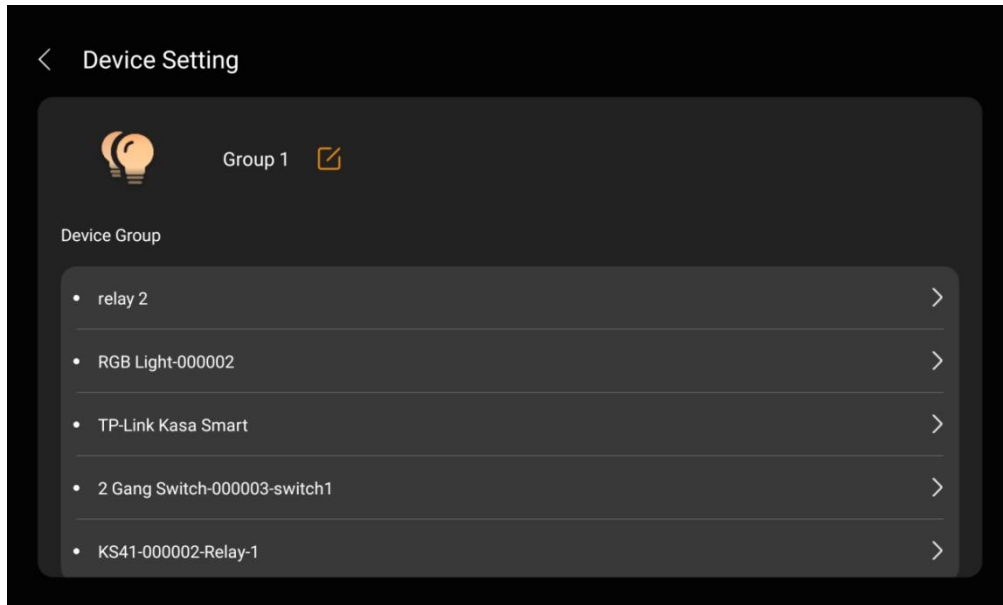 Device Setting
Group 1
Device Group
relay 2
RGB Light-000002
TP-Link Kasa Smart
2 Gang Switch-000003-switch1
KS41-000002-Relay-1